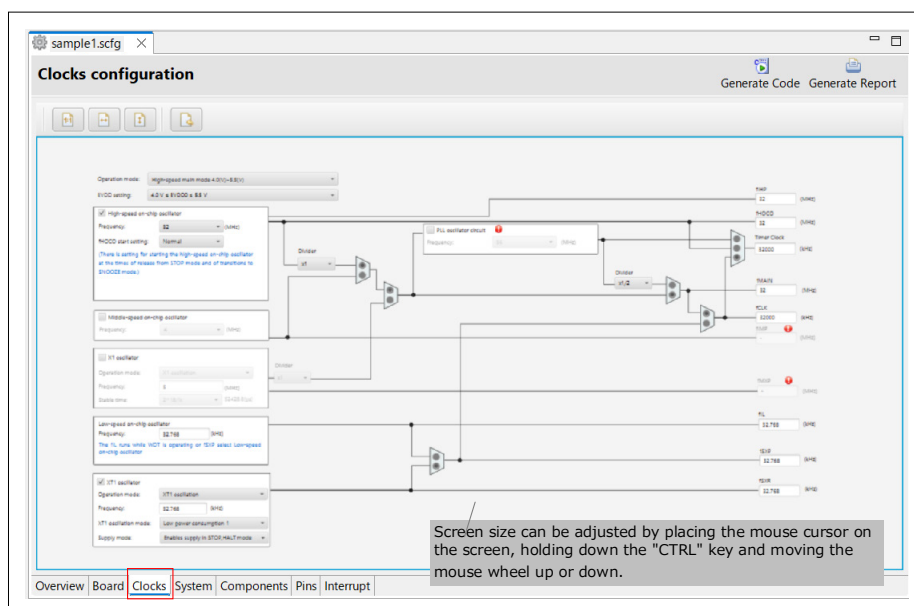 sample1.scfg
Clocks configuration
Generate Code Generate Report
Operation mode: High-speed main mode 4.0(V)~5.5(V)
EVDD setting: 4.0 V ≤ EVDD0 ≤ 5.5 V
High-speed on-chip oscillator
Frequency: 32 (MHz)
fHOCO start setting: Normal
(There is setting for starting the high-speed on-chip oscillator
at the times of release from STOP mode and of transitions to
SNOOZE mode.)
Middle-speed on-chip oscillator
Frequency: 4 (MHz)
X1 oscillator
Operation mode: X1 oscillation
Frequency: 5 (MHz)
Stable time:
Low-speed on-chip oscillator
Frequency: 32.768 (kHz)
The fIL runs while WDT is operating or fSXR select Low-speed
on-chip oscillator
XT1 oscillator
Operation mode: XT1 oscillation
Frequency: 32.768 (kHz)
XT1 oscillation mode: Low power consumption 1
Supply mode: Enables supply in STOP, HALT mode
Divider
x1
Divider
PLL oscillator circuit
Frequency: (MHz)
Divider
x1/2
fIHP
32 (MHz)
fHOCO
32 (MHz)
Timer Clock
32000 (kHz)
fMAIN
32 (MHz)
fCLK
32000 (kHz)
- (MHz)
- (MHz)
fIL
32.768 (kHz)
32.768 (kHz)
32.768 (kHz)
Screen size can be adjusted by placing the mouse cursor on
the screen, holding down the "CTRL" key and moving the
mouse wheel up or down.
Overview Board Clocks System Components Pins Interrupt